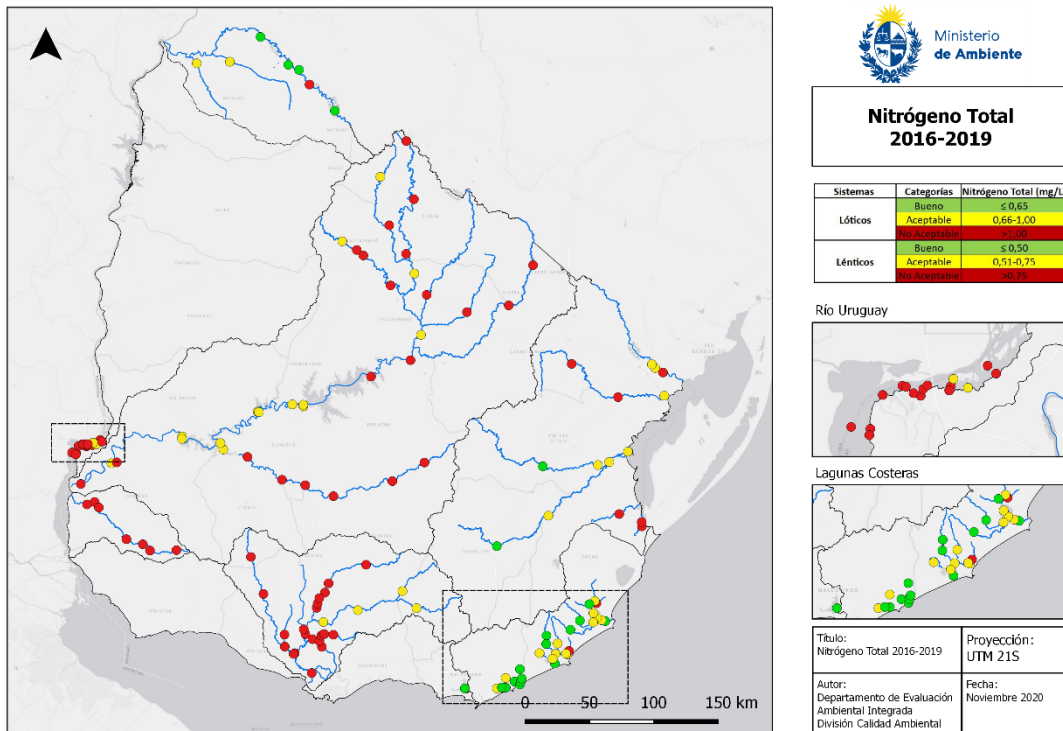 Ministerio
de Ambiente
Nitrógeno Total
2016-2019
Sistemas Categorías Nitrógeno Total (mg/L
Lóticos
Bueno ≤ 0,65
Aceptable 0,66-1,00
No Aceptable >1,00
Lénticos
Bueno ≤ 0,50
Aceptable 0,51-0,75
No Aceptable >0,75
Río Uruguay
Lagunas Costeras
Título:
Nitrógeno Total 2016-2019
Proyección:
UTM 21S
Autor:
Departamento de Evaluación
Ambiental Integrada
División Calidad Ambiental
Fecha:
Noviembre 2020
0 50 100 150 km